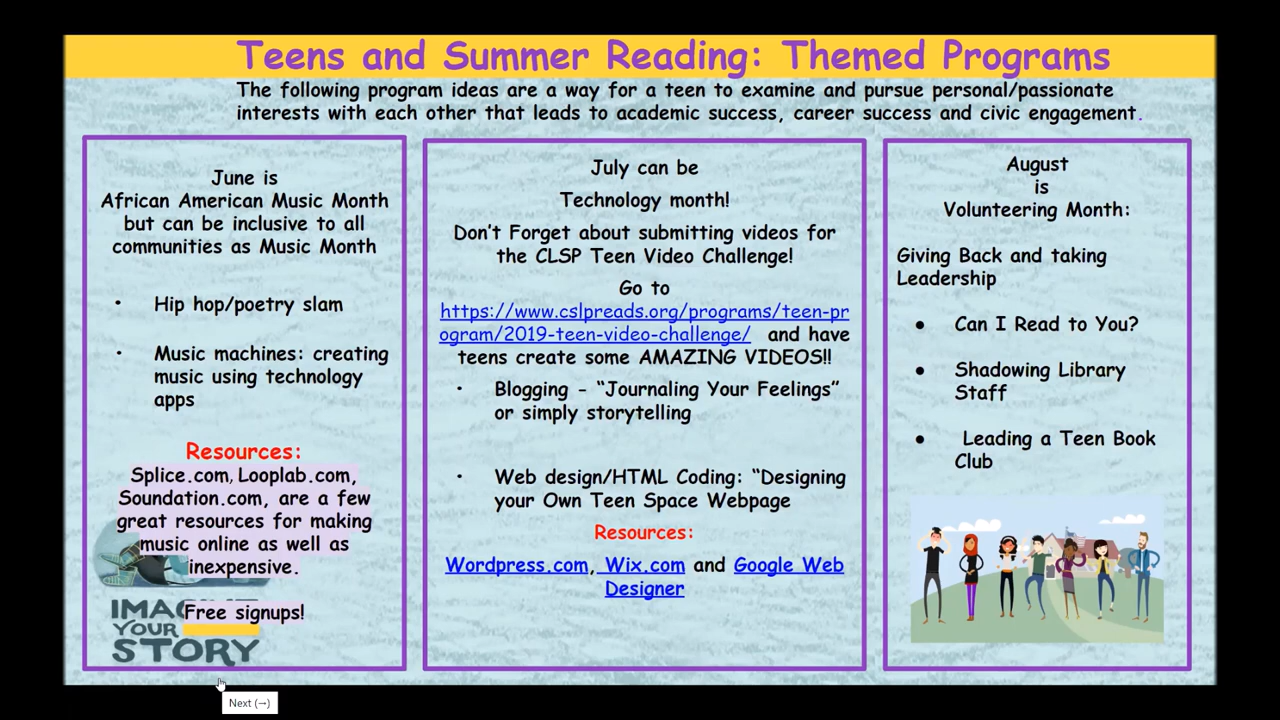 Teens and Summer Reading: Themed Programs
The following program ideas are a way for a teen to examine and pursue personal/passionate
interests with each other that leads to academic success, career success and civic engagement.
June is
African American Music Month
but can be inclusive to all
communities as Music Month
• Hip hop/poetry slam
• Music machines: creating
music using technology
apps
Resources:
Splice.com, Looplab.com,
Soundation.com, are a few
great resources for making
music online as well as
inexpensive.
Free signups!
IMAGINE
YOUR
STORY
July can be
Technology month!
Don't Forget about submitting videos for
the CLSP Teen Video Challenge!
Go to
https://www.cslpreads.org/programs/teen-pr
ogram/2019-teen-video-challenge/ and have
teens create some AMAZING VIDEOS!!
• Blogging - “Journaling Your Feelings”
or simply storytelling
• Web design/HTML Coding: “Designing
your Own Teen Space Webpage
Resources:
Wordpress.com, Wix.com and Google Web
Designer
August
is
Volunteering Month:
Giving Back and taking
Leadership
• Can I Read to You?
• Shadowing Library
Staff
• Leading a Teen Book
Club
Next (→)